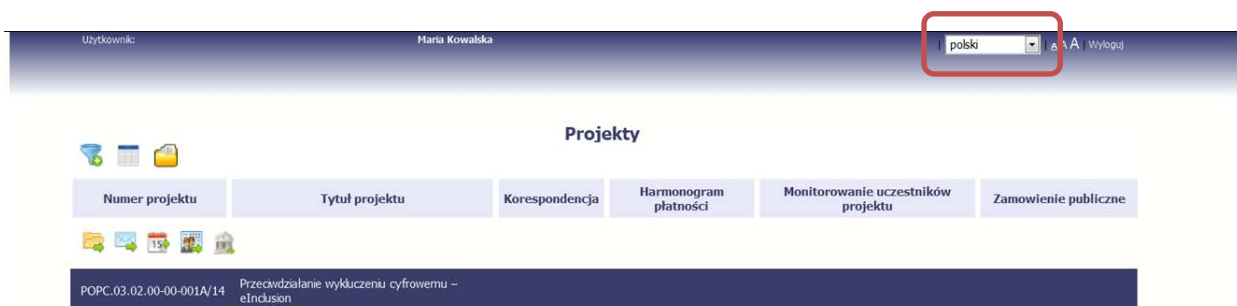 Użytkownik: Maria Kowalska | polski | A A A | Wyloguj
Projekty
Numer projektu Tytuł projektu Korespondencja Harmonogram płatności Monitorowanie uczestników projektu Zamowienie publiczne
15
POPC.03.02.00-00-001A/14 Przeciwdziałanie wykluczeniu cyfrowemu –
eInclusion